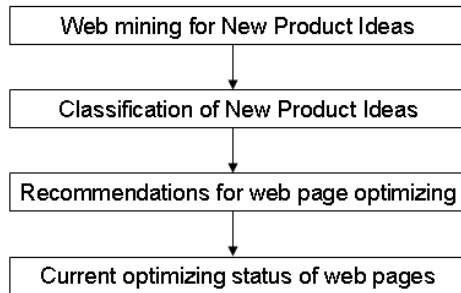 Web mining for New Product Ideas
Classification of New Product Ideas
Recommendations for web page optimizing
Current optimizing status of web pages